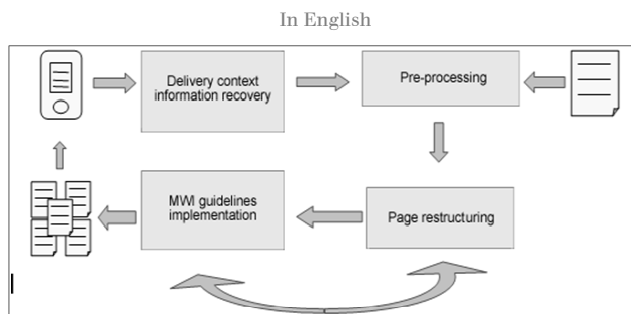 In English
Delivery context
information recovery
Pre-processing
MWI guidelines
implementation
Page restructuring